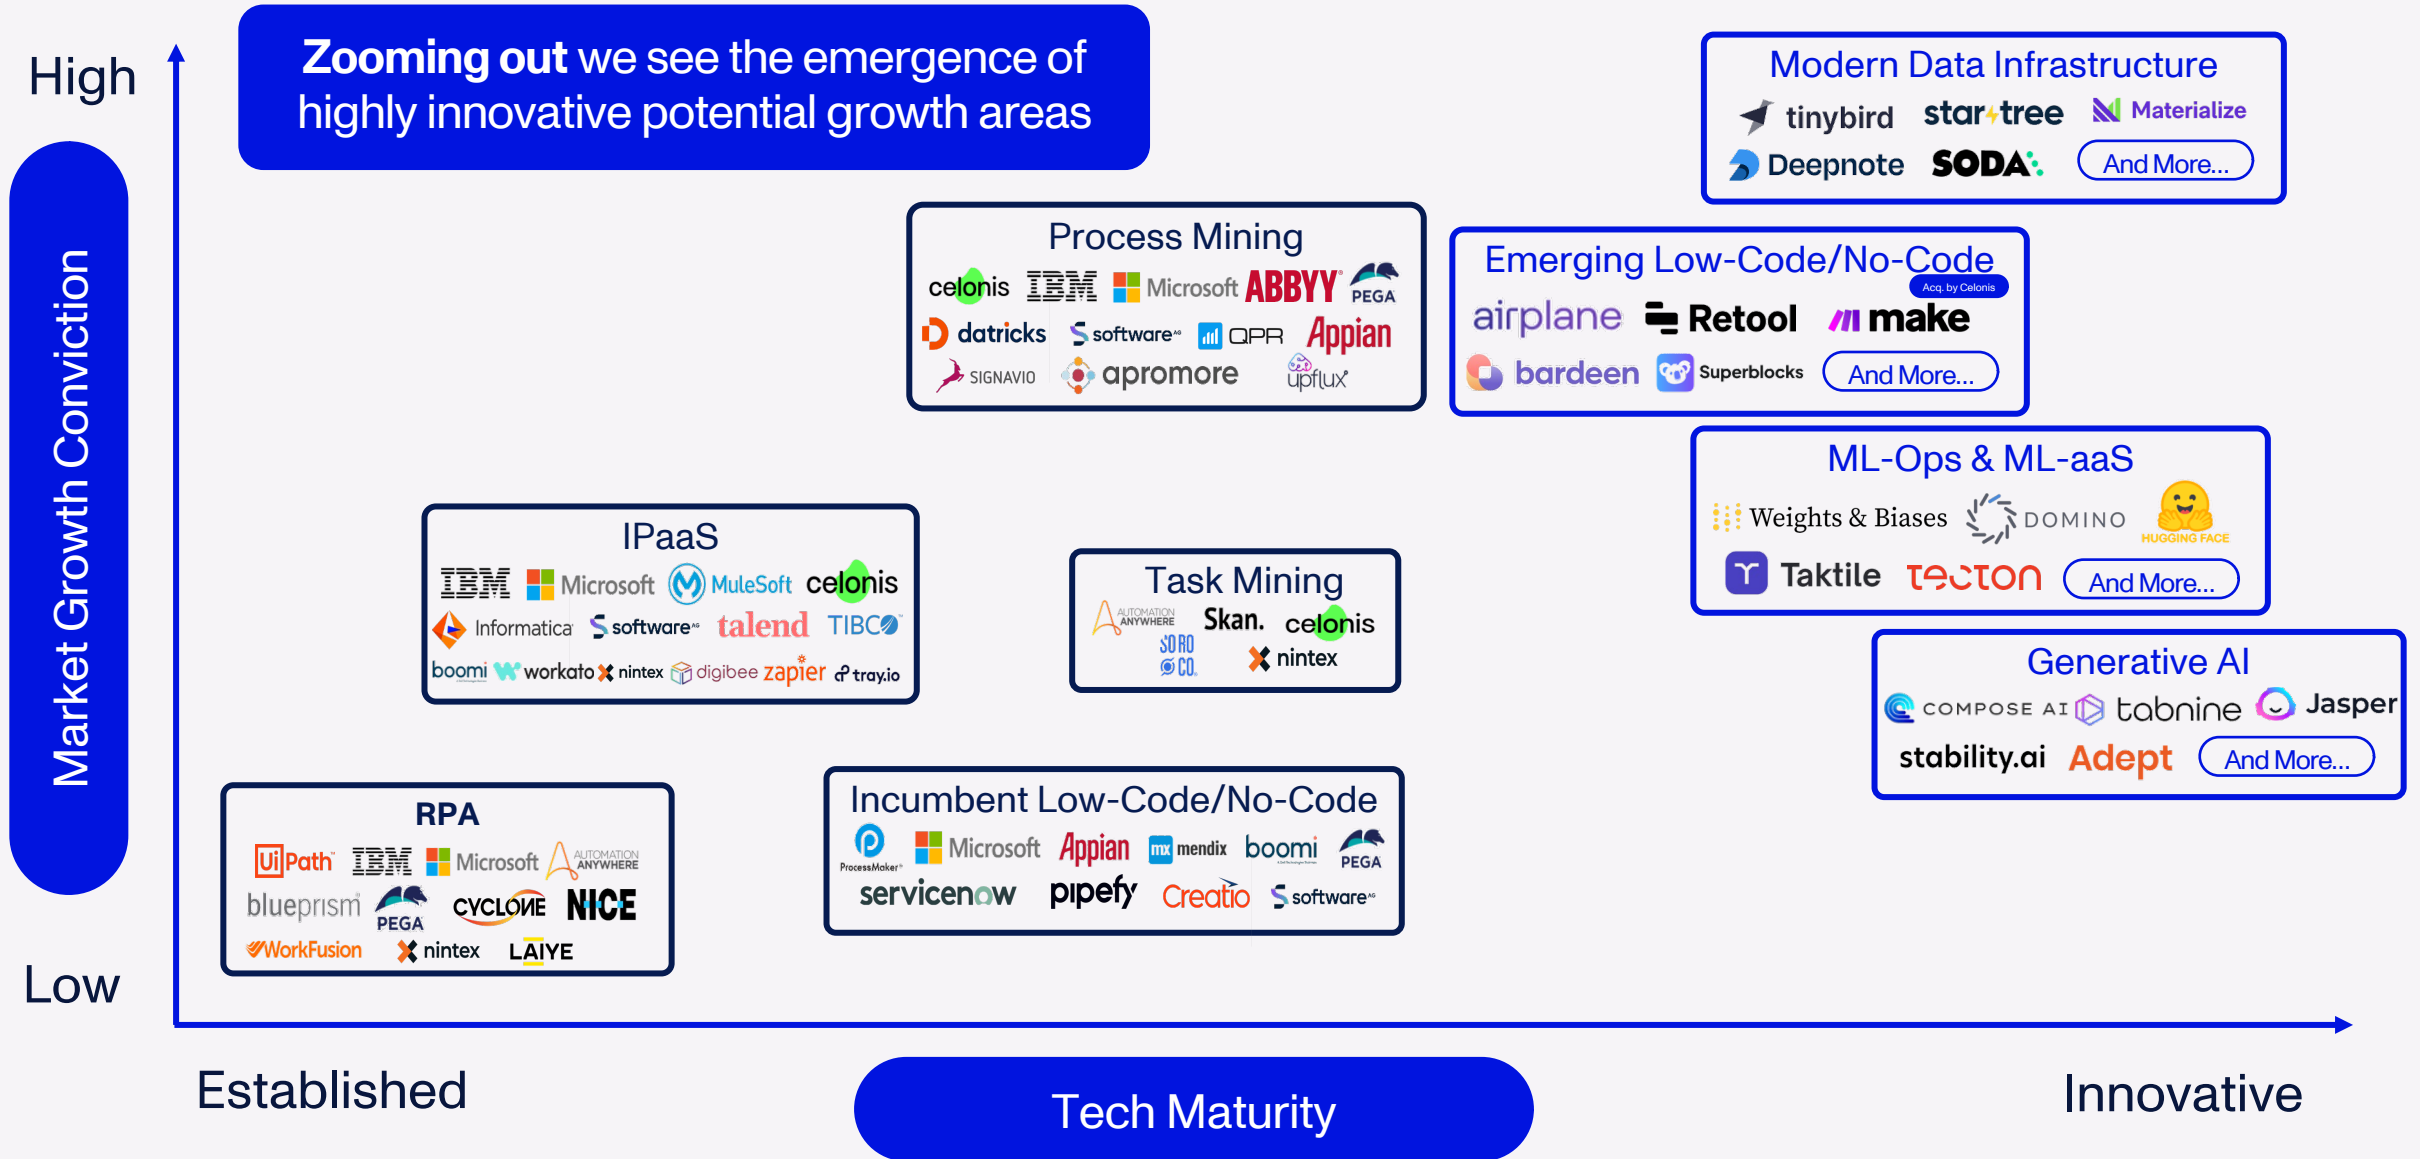 High
Zooming out we see the emergence of
highly innovative potential growth areas
Market Growth Conviction
Low
Modern Data Infrastructure
tinybird startree Materialize
Deepnote SODA And More...
Process Mining
celonis IBM Microsoft ABBYY PEGA
datricks software AG QPR Appian
SIGNAVIO apromore upflux
Emerging Low-Code/No-Code
Acq. by Celonis
airplane Retool make
bardeen Superblocks And More...
ML-Ops & ML-aaS
Weights & Biases DOMINO HUGGING FACE
Taktile TECTON And More...
IPaaS
IBM Microsoft MuleSoft celonis
Informatica software AG talend TIBCO
boomi workato nintex digibee zapier tray.io
Task Mining
AUTOMATION ANYWHERE Skan. celonis
SOROCO. nintex
Generative AI
COMPOSE AI tabnine Jasper
stability.ai Adept And More...
RPA
UiPath IBM Microsoft AUTOMATION ANYWHERE
blueprism PEGA CYCLONE NICE
WorkFusion nintex LAIYE
Incumbent Low-Code/No-Code
ProcessMaker Microsoft Appian mx mendix boomi PEGA
servicenow pipefy Creatio software AG
Established
Tech Maturity
Innovative